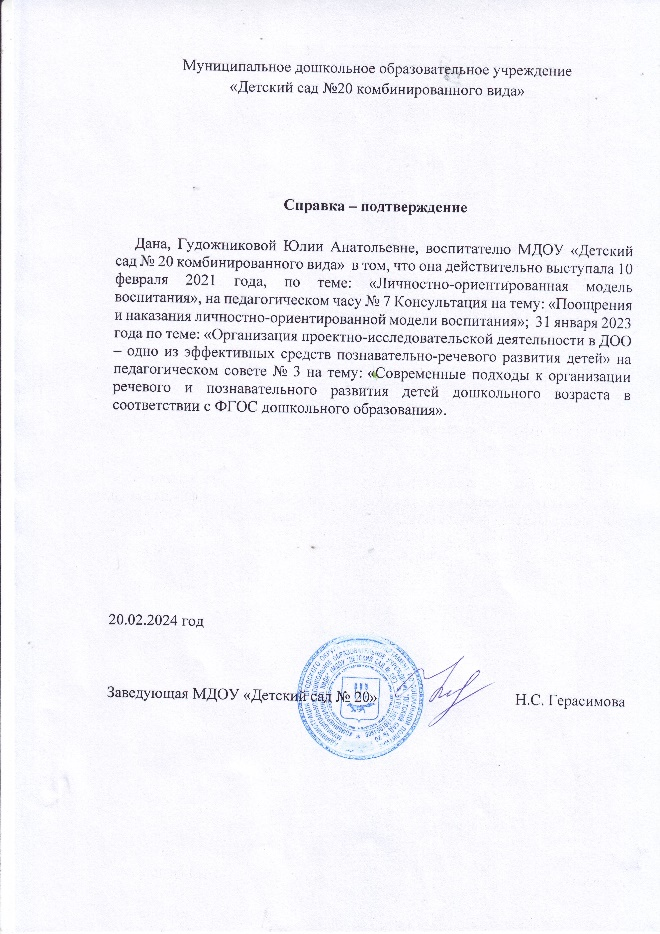 Муниципальное дошкольное образовательное учреждение
«Детский сад №20 комбинированного вида»
Справка – подтверждение
Дана, Гудожниковой Юлии Анатольевне, воспитателю МДОУ «Детский
сад № 20 комбинированного вида» в том, что она действительно выступала 10
февраля 2021 года, по теме: «Личностно-ориентированная модель
воспитания», на педагогическом часу № 7 Консультация на тему: «Поощрения
и наказания личностно-ориентированной модели воспитания»; 31 января 2023
года по теме: «Организация проектно-исследовательской деятельности в ДОО
– одно из эффективных средств познавательно-речевого развития детей» на
педагогическом совете № 3 на тему: «Современные подходы к организации
речевого и познавательного развития детей дошкольного возраста в
соответствии с ФГОС дошкольного образования».
20.02.2024 год
Заведующая МДОУ «Детский сад № 20»
Н.С. Герасимова